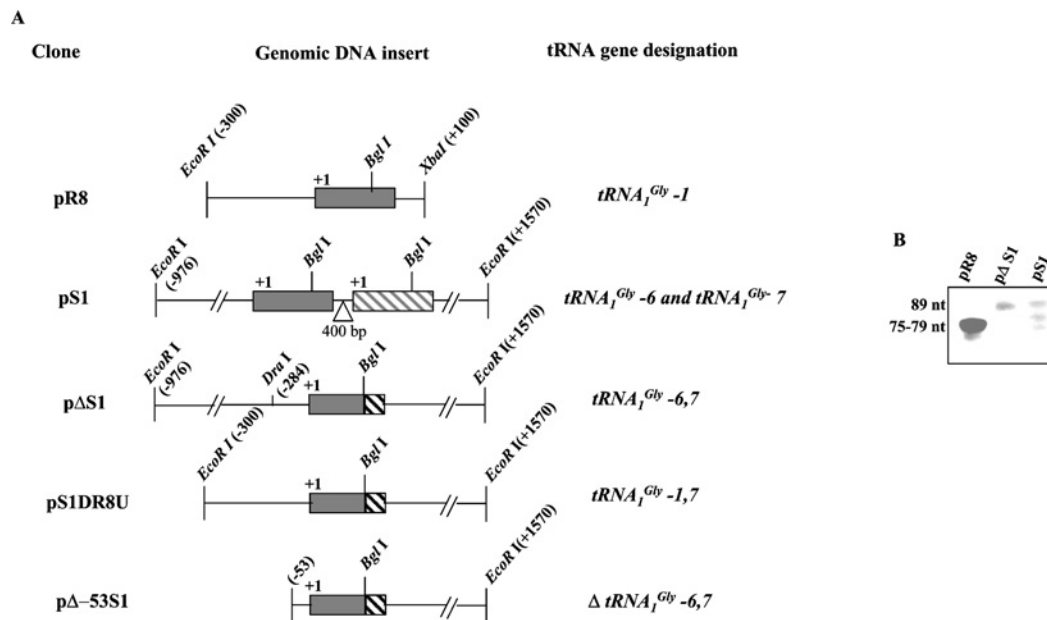 A
Clone Genomic DNA insert tRNA gene designation
EcoR I (-300) Bgl I XbaI (+100)
+1
pR8 tRNA1Gly -1
EcoR I (-976) Bgl I Bgl I EcoR I(+1570)
+1 +1
pS1 tRNA1Gly -6 and tRNA1Gly- 7
400 bp
EcoR I (-976) Dra I (-284) Bgl I EcoR I(+1570)
+1
pΔS1 tRNA1Gly -6,7
EcoR I (-300) Bgl I EcoR I(+1570)
+1
pS1DR8U tRNA1Gly -1,7
(-53) Bgl I EcoR I(+1570)
+1
pΔ−53S1 Δ tRNA1Gly -6,7
B
pR8 pΔ S1 pS1
89 nt
75-79 nt